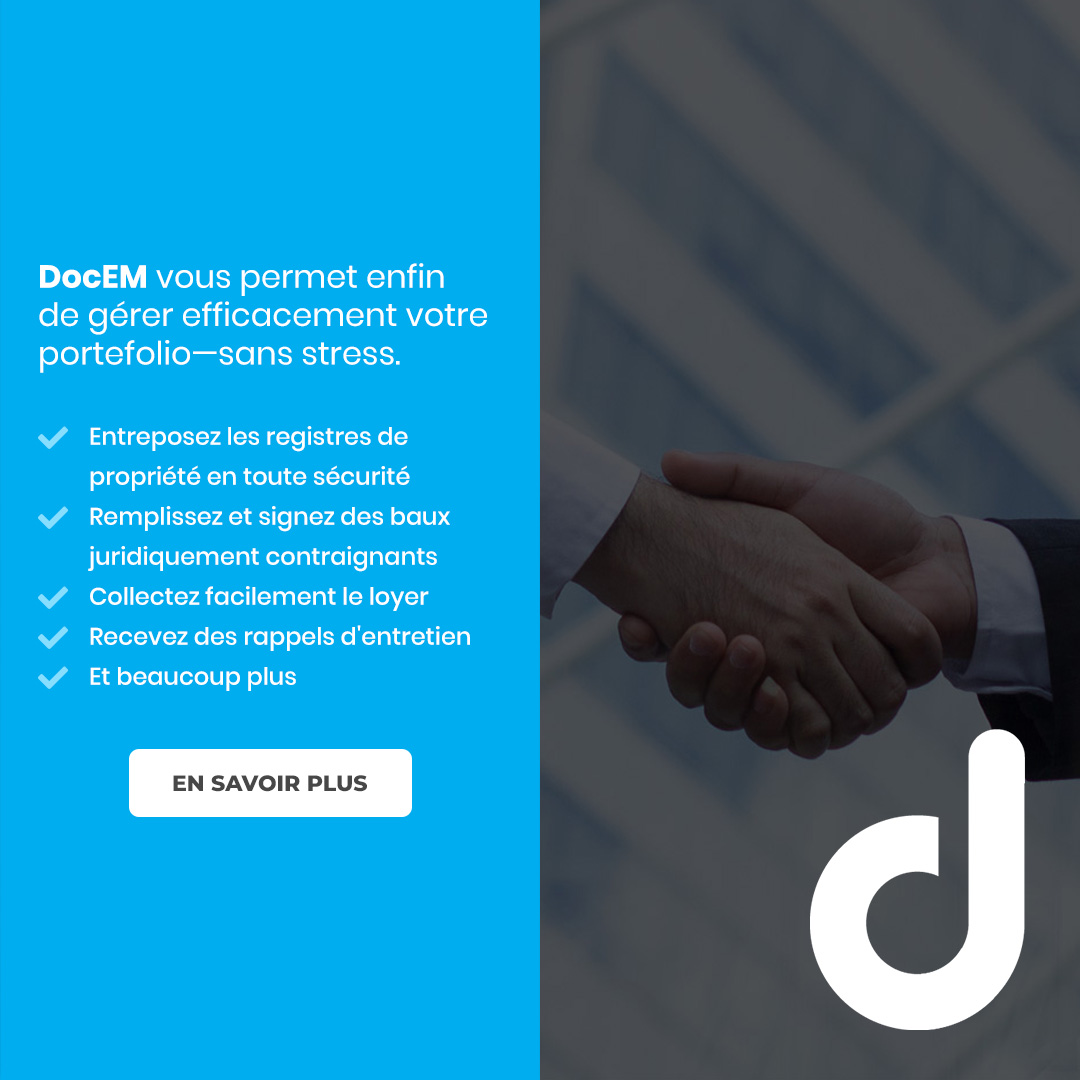 DocEM vous permet enfin
de gérer efficacement votre
portefolio—sans stress.
Entreposez les registres de
propriété en toute sécurité
Remplissez et signez des baux
juridiquement contraignants
Collectez facilement le loyer
Recevez des rappels d'entretien
Et beaucoup plus
EN SAVOIR PLUS
d